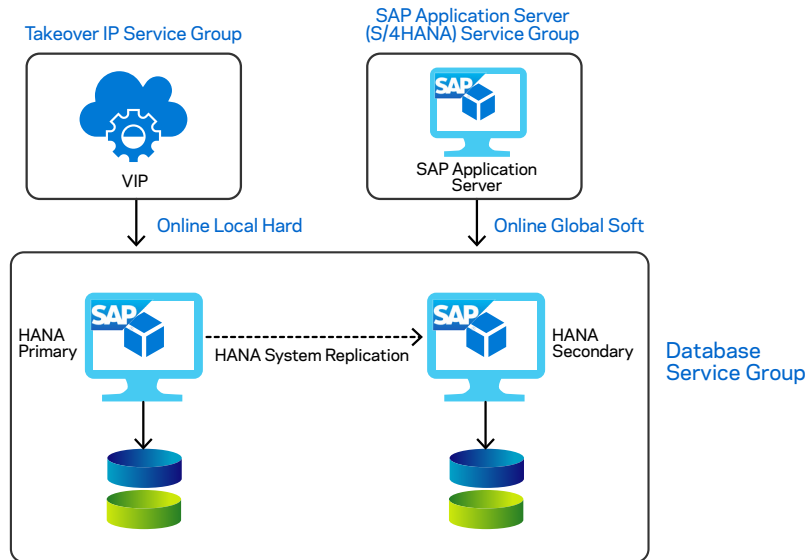 Takeover IP Service Group
SAP Application Server
(S/4HANA) Service Group
VIP
SAP
SAP Application
Server
Online Local Hard
Online Global Soft
SAP
SAP
HANA
Primary
HANA System Replication
HANA
Secondary
Database
Service Group